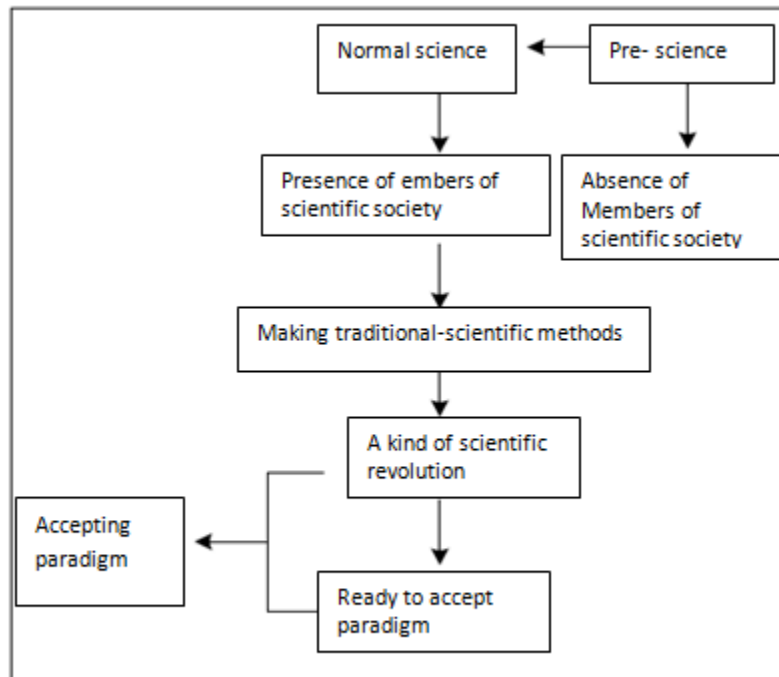 Normal science
Pre- science
Presence of embers of
scientific society
Absence of
Members of
scientific society
Making traditional-scientific methods
A kind of scientific
revolution
Accepting
paradigm
Ready to accept
paradigm